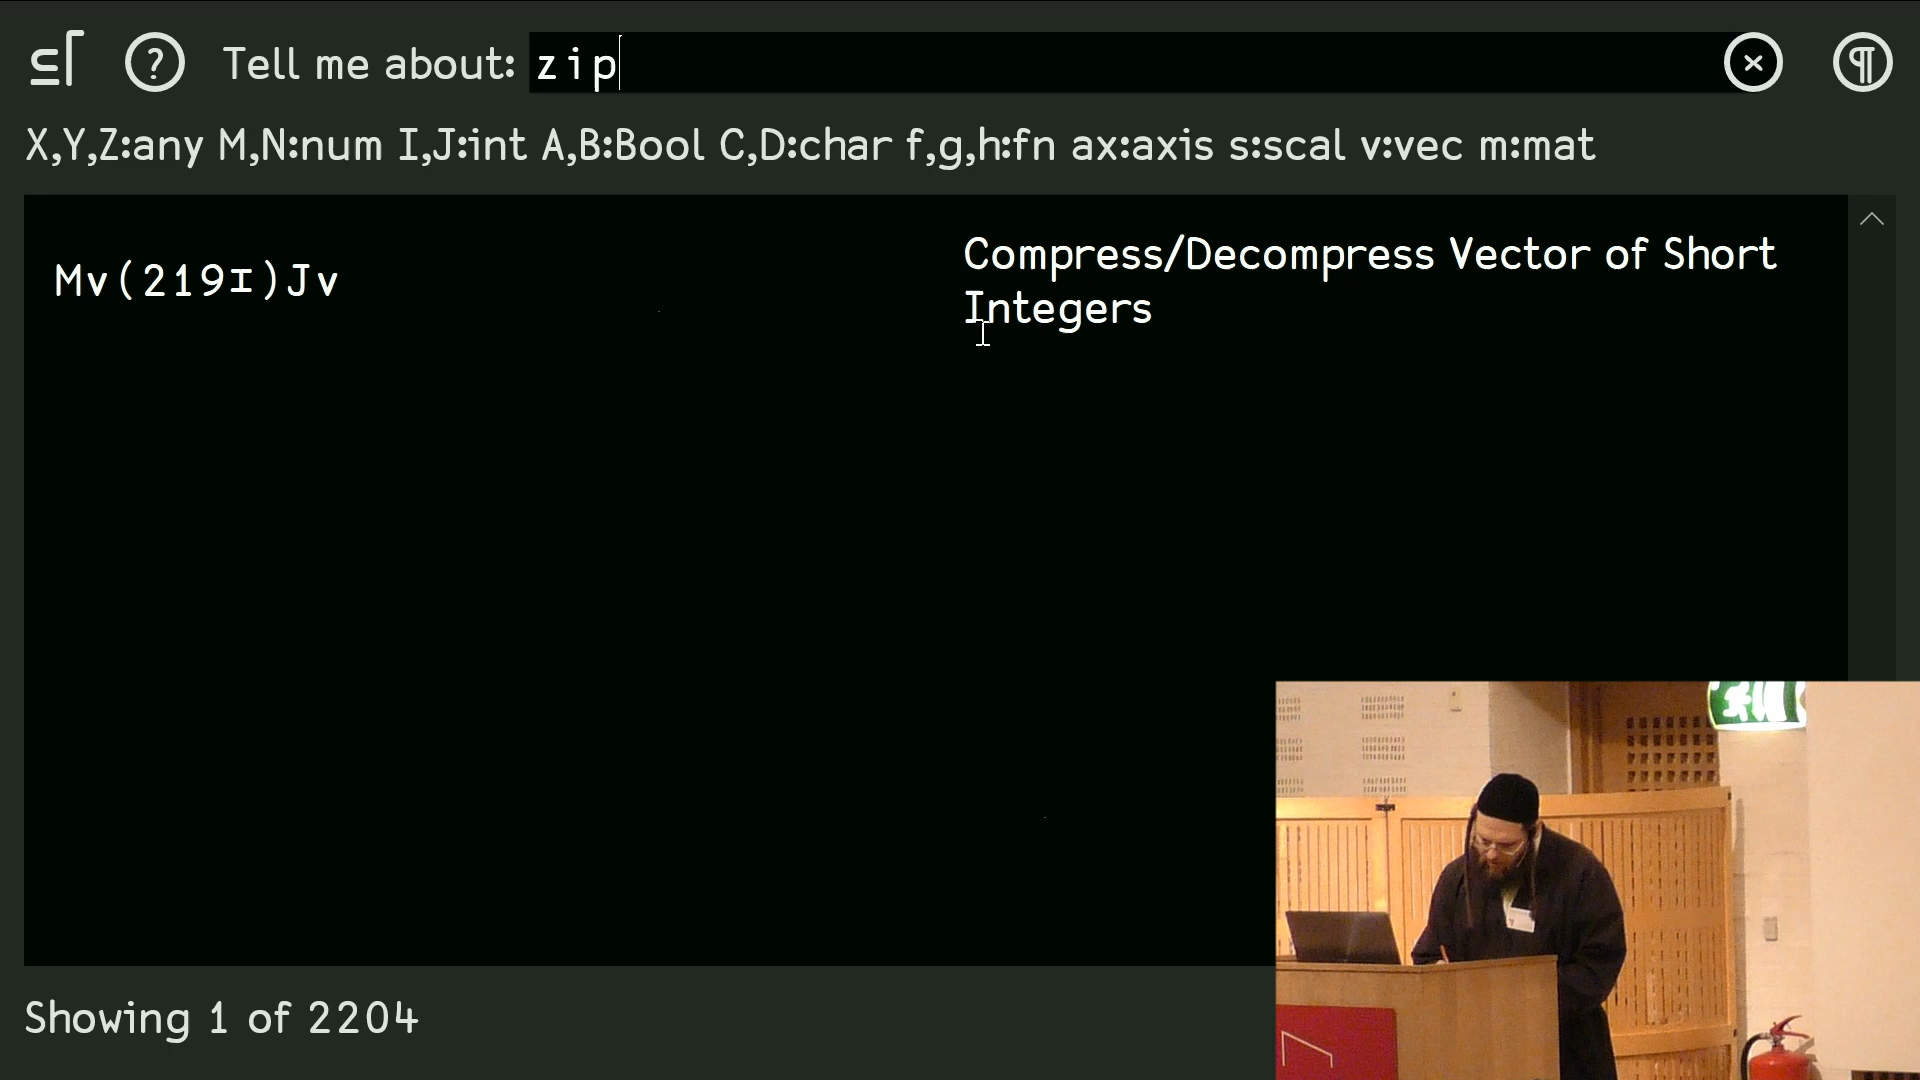 ⊆⌈ ? Tell me about: zip × ¶
X,Y,Z:any M,N:num I,J:int A,B:Bool C,D:char f,g,h:fn ax:axis s:scal v:vec m:mat
Mv(219⌶)Jv
Compress/Decompress Vector of Short
Integers
Showing 1 of 2204